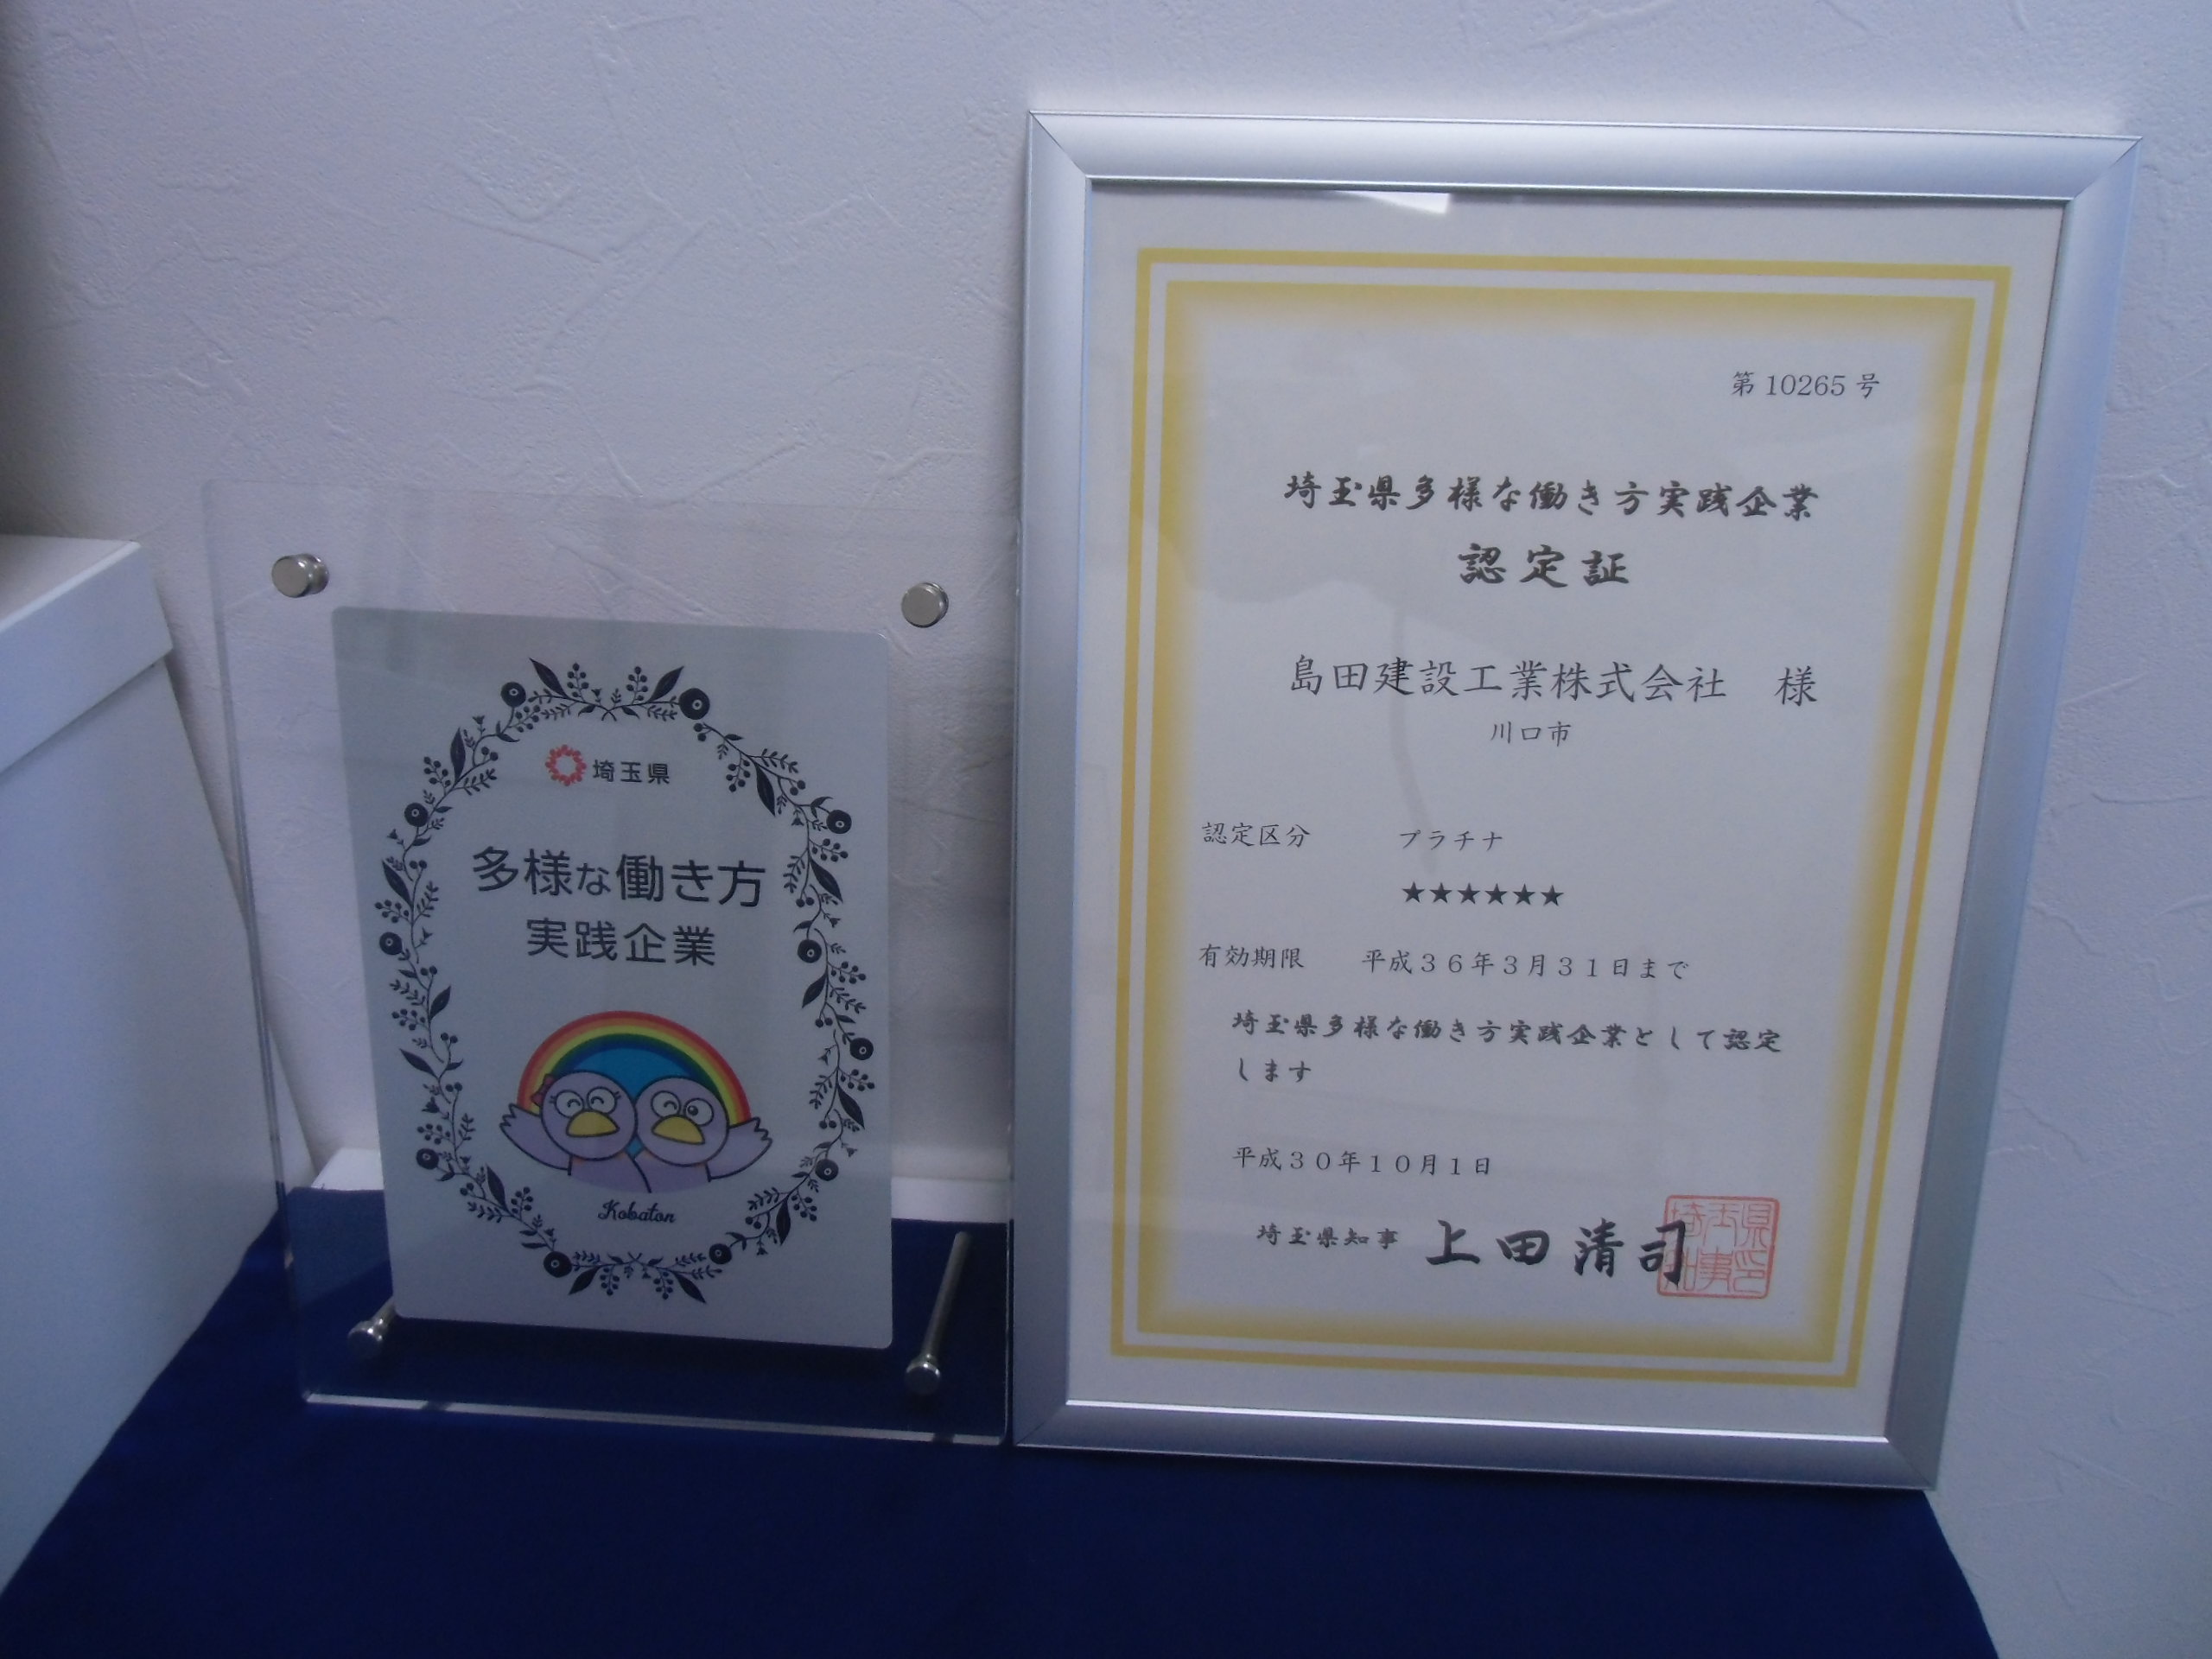 埼玉県
多様な働き方
実践企業
Kobaton
第10265号
埼玉県多様な働き方実践企業
認定証
島田建設工業株式会社　様
川口市
認定区分　プラチナ
★★★★★★
有効期限　平成36年3月31日まで
埼玉県多様な働き方実践企業として認定
します
平成30年10月1日
埼玉県知事　上田清司